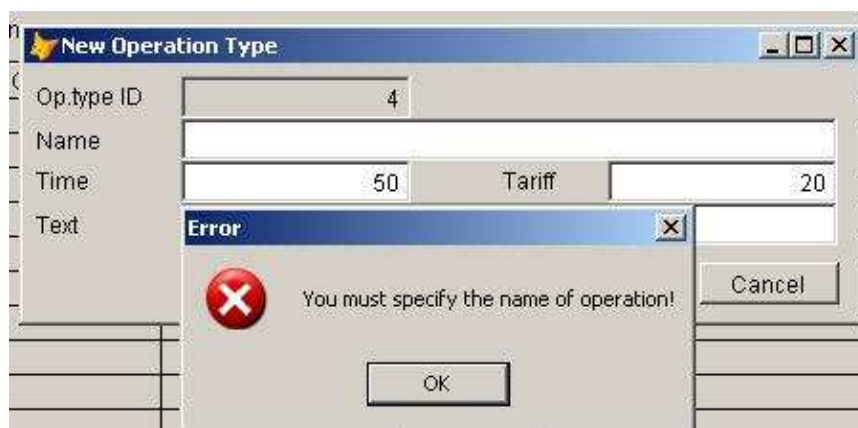 New Operation Type
Op.type ID 4
Name
Time 50 Tariff 20
Text
Error
Cancel
You must specify the name of operation!
OK